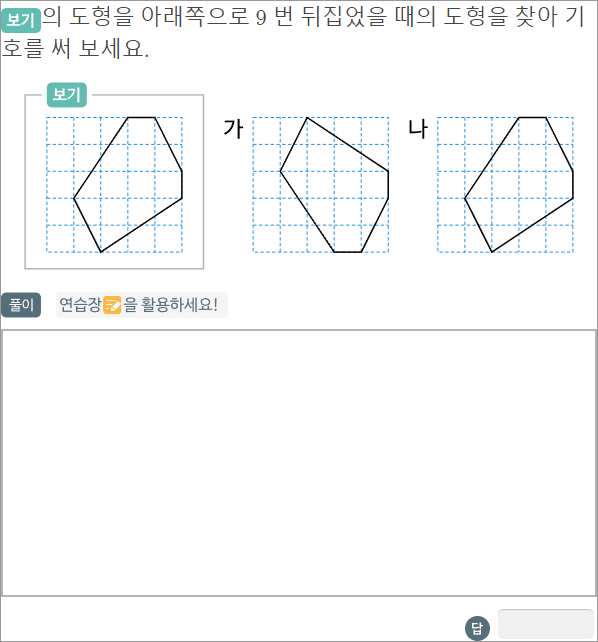 보기의 도형을 아래쪽으로 9 번 뒤집었을 때의 도형을 찾아 기
호를 써 보세요.
보기
가
나
풀이 연습장을 활용하세요!
답